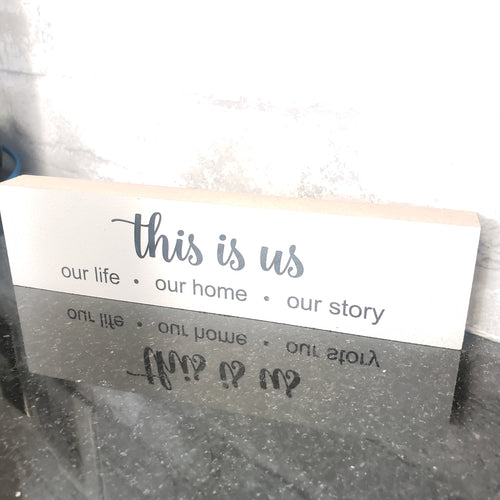 this is us
our life • our home • our story